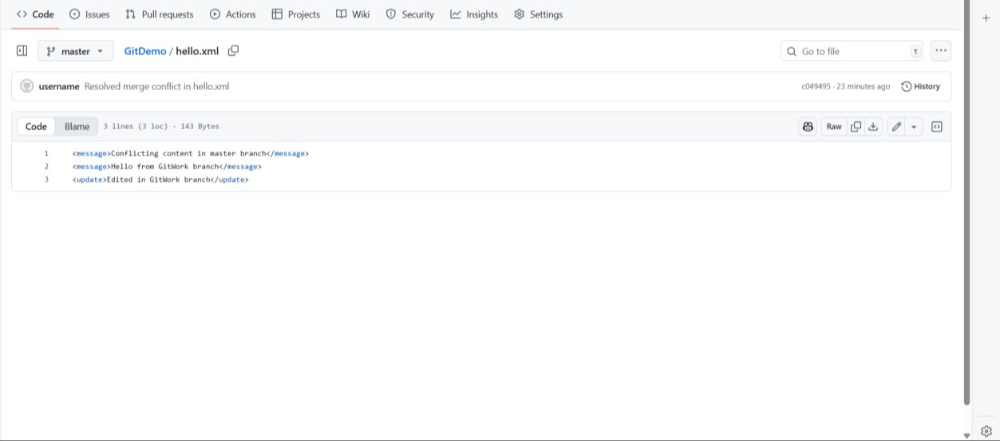 Code Issues Pull requests Actions Projects Wiki Security Insights Settings
master GitDemo / hello.xml Go to file t
username Resolved merge conflict in hello.xml c049495 · 23 minutes ago History
Code Blame 3 lines (3 loc) · 143 Bytes Raw
1 <message>Conflicting content in master branch</message>
2 <message>Hello from GitWork branch</message>
3 <update>Edited in GitWork branch</update>